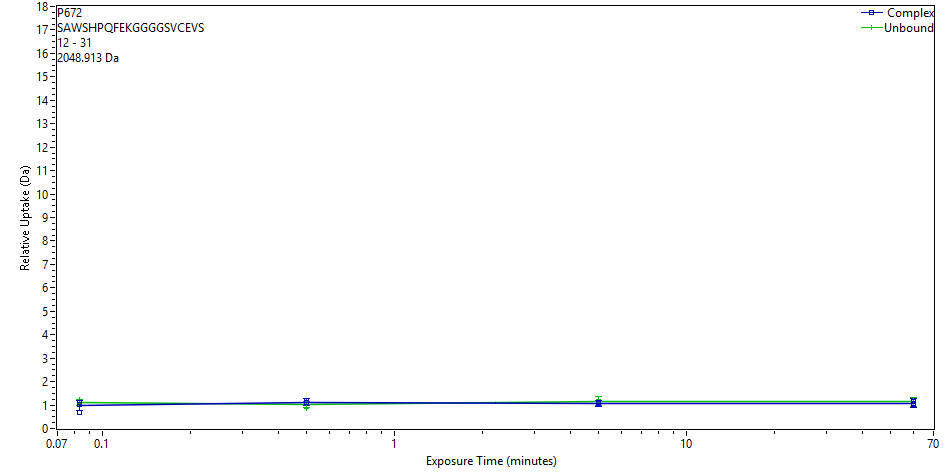 P672
SAWSHPQFEKGGGGSVCEVS
12 - 31
2048.913 Da
Complex
Unbound
18
17
16
15
14
13
12
11
10
9
8
7
6
5
4
3
2
1
0
Relative Uptake (Da)
0.07 0.1 1 10 70
Exposure Time (minutes)